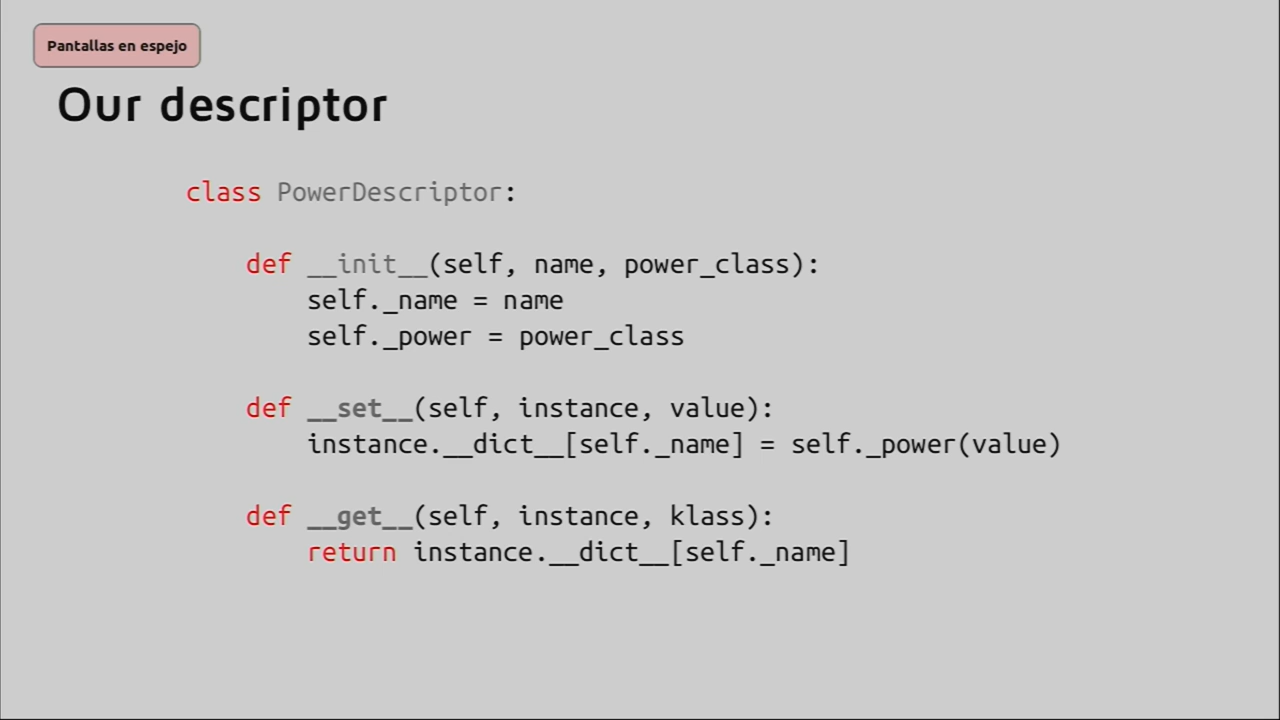 Pantallas en espejo
Our descriptor
class PowerDescriptor:
def __init__(self, name, power_class):
self._name = name
self._power = power_class
def __set__(self, instance, value):
instance.__dict__[self._name] = self._power(value)
def __get__(self, instance, klass):
return instance.__dict__[self._name]